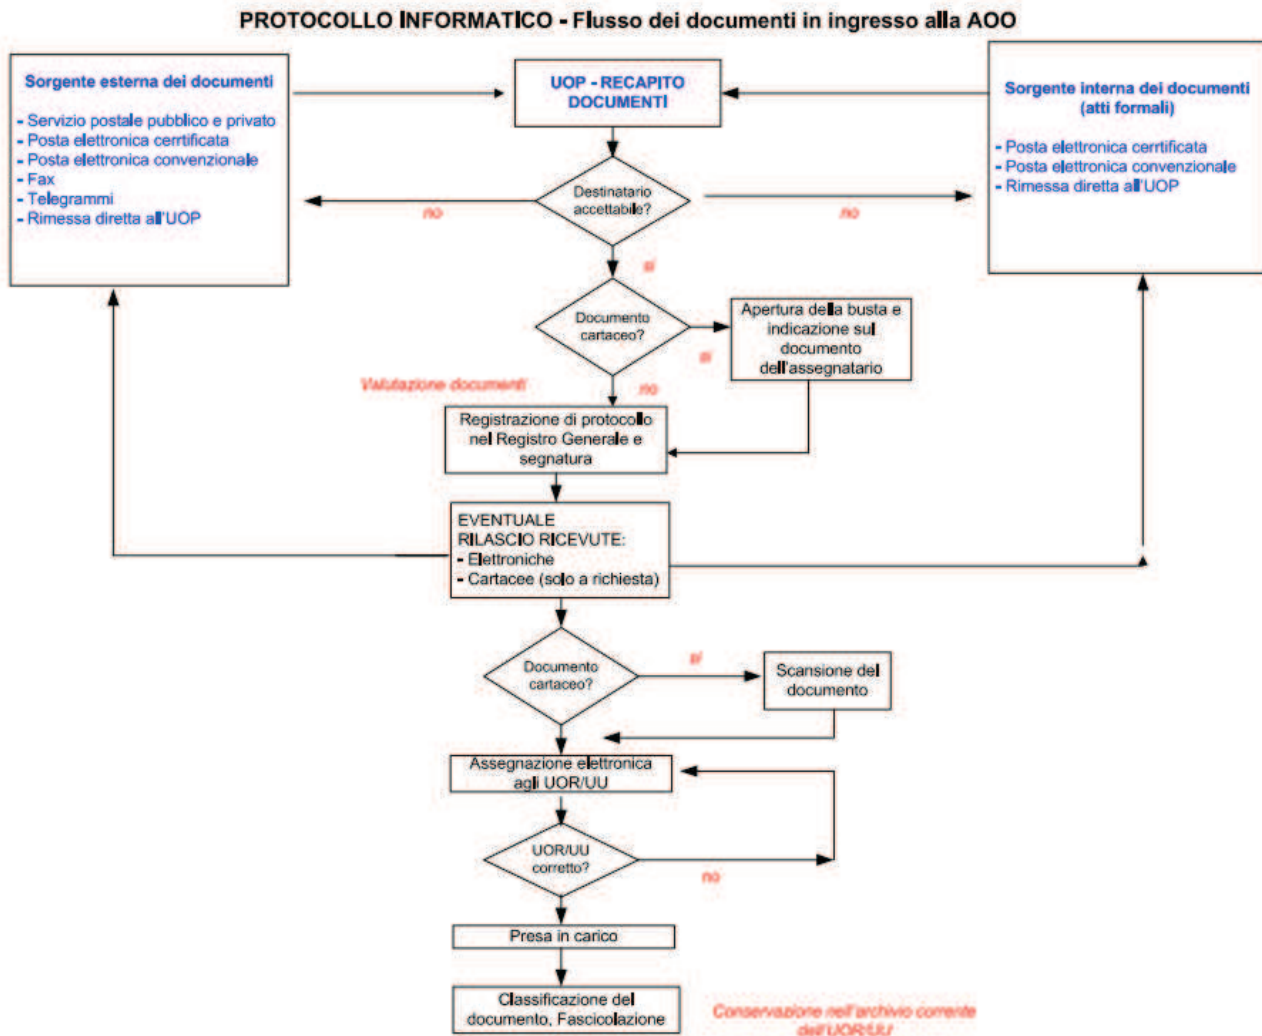 PROTOCOLLO INFORMATICO - Flusso dei documenti in ingresso alla AOO
Sorgente esterna dei documenti
- Servizio postale pubblico e privato
- Posta elettronica cerrtificata
- Posta elettronica convenzionale
- Fax
- Telegrammi
- Rimessa diretta all'UOP
UOP - RECAPITO
DOCUMENTI
Sorgente interna dei documenti
(atti formali)
- Posta elettronica cerrtificata
- Posta elettronica convenzionale
- Rimessa diretta all'UOP
Destinatario
accettabile?
no
no
si
Documento
cartaceo?
si
Apertura della busta e
indicazione sul
documento
dell'assegnatario
Valutazione documenti
no
Registrazione di protocollo
nel Registro Generale e
segnatura
EVENTUALE
RILASCIO RICEVUTE:
- Elettroniche
- Cartacee (solo a richiesta)
Documento
cartaceo?
si
Scansione del
documento
Assegnazione elettronica
agli UOR/UU
UOR/UU
corretto?
no
Presa in carico
Classificazione del
documento, Fascicolazione
Conservazione nell'archivio corrente
dell'UOR/UU